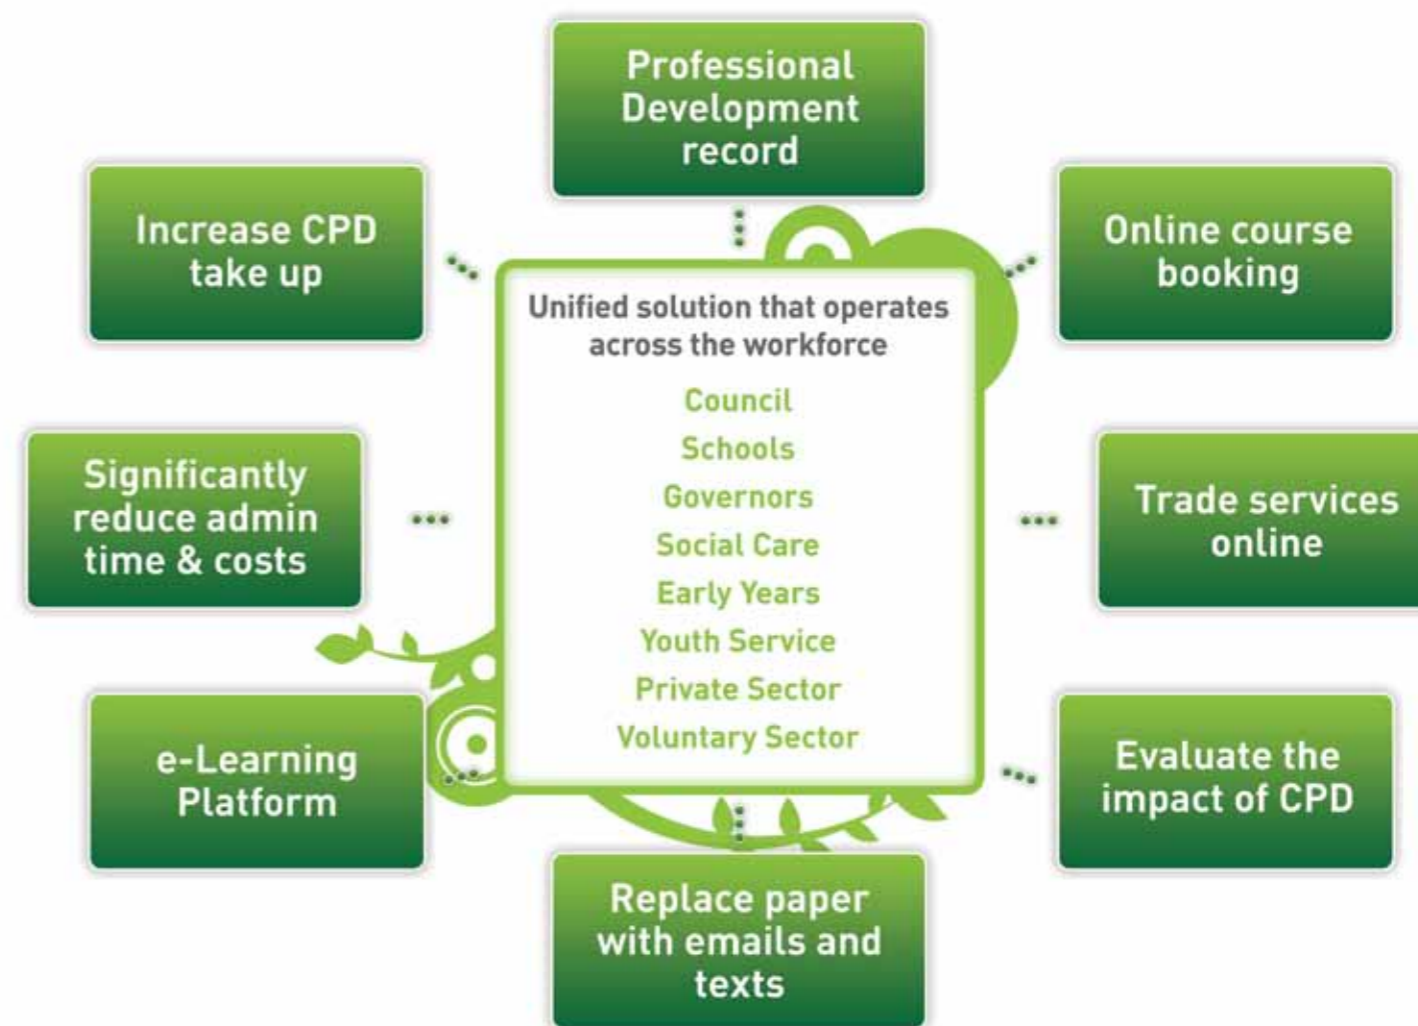 Professional
Development
record
Increase CPD
take up
Online course
booking
Unified solution that operates
across the workforce
Council
Schools
Governors
Social Care
Early Years
Youth Service
Private Sector
Voluntary Sector
Significantly
reduce admin
time & costs
Trade services
online
e-Learning
Platform
Evaluate the
impact of CPD
Replace paper
with emails and
texts